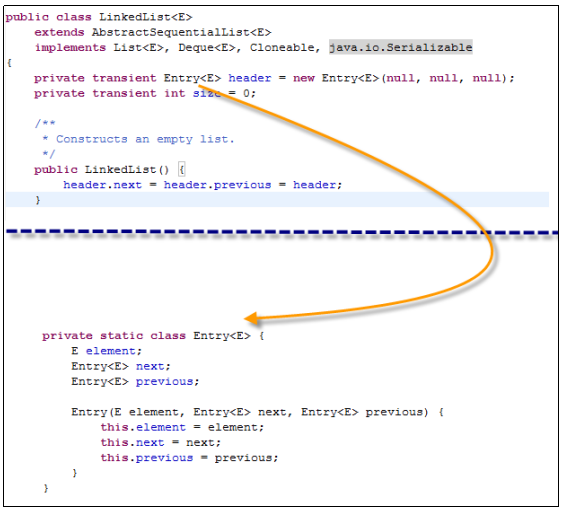 public class LinkedList<E>
    extends AbstractSequentialList<E>
    implements List<E>, Deque<E>, Cloneable, java.io.Serializable
{
    private transient Entry<E> header = new Entry<E>(null, null, null);
    private transient int size = 0;

    /**
     * Constructs an empty list.
     */
    public LinkedList() {
        header.next = header.previous = header;
    }

    private static class Entry<E> {
        E element;
        Entry<E> next;
        Entry<E> previous;

        Entry(E element, Entry<E> next, Entry<E> previous) {
            this.element = element;
            this.next = next;
            this.previous = previous;
        }
    }